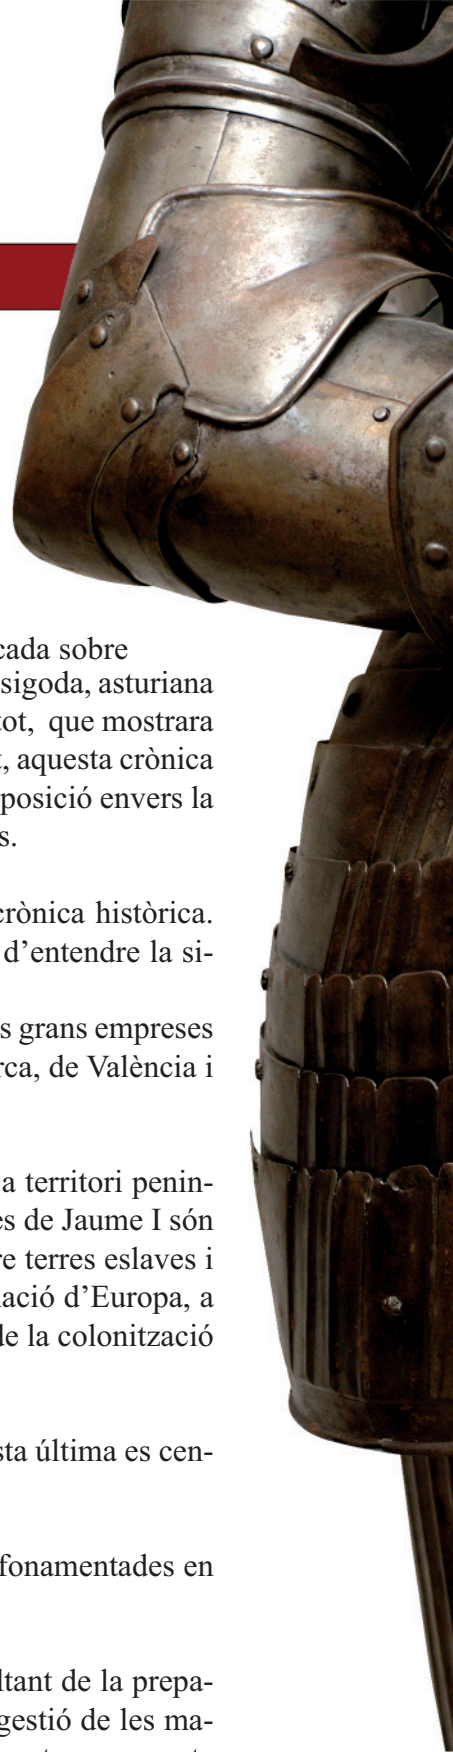 cada sobre
sigoda, asturiana
tot, que mostrara
t, aquesta crònica
posició envers la
s.
crònica històrica.
d’entendre la si-
s grans empreses
rca, de València i
a territori penin-
es de Jaume I són
re terres eslaves i
nació d’Europa, a
de la colonització
sta última es cen-
fonamentades en
ltant de la prepa-
gestió de les ma-